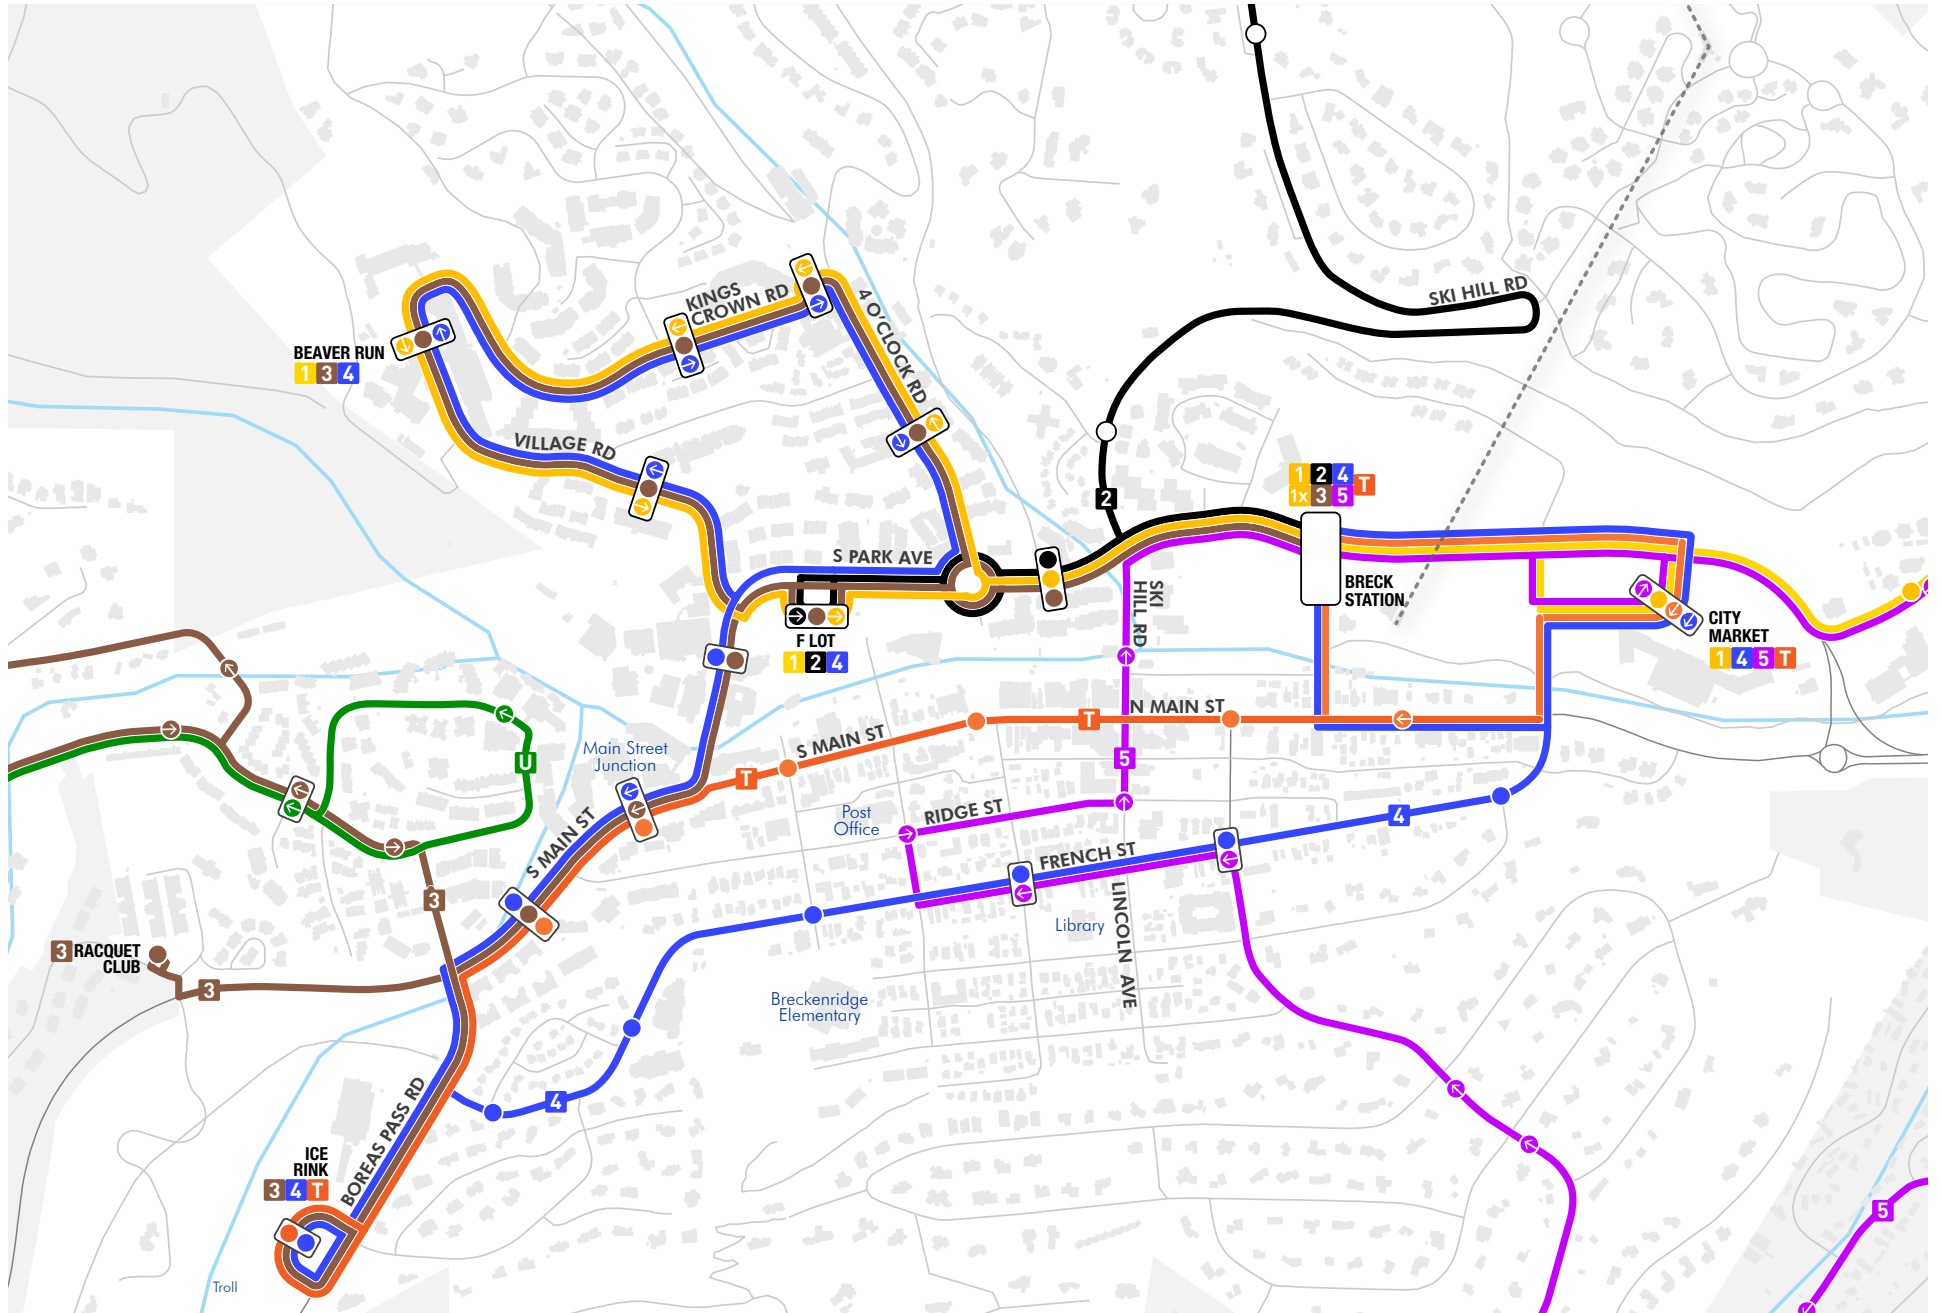 SKI HILL RD
KINGS
CROWN RD
4 O'CLOCK RD
BEAVER RUN
1 3 4
VILLAGE RD
2
1 2 4 T
1x 3 5
S PARK AVE
BRECK
STATION
SKI
HILL RD
F LOT
1 2 4
CITY
MARKET
1 4 5 T
N MAIN ST
T
S MAIN ST
T
Main Street
Junction
U
5
Post
Office
RIDGE ST
4
S MAIN ST
FRENCH ST
3
LINCOLN AVE
Library
3 RACQUET
CLUB
3
Breckenridge
Elementary
4
BOREAS PASS RD
ICE
RINK
3 4 T
5
Troll